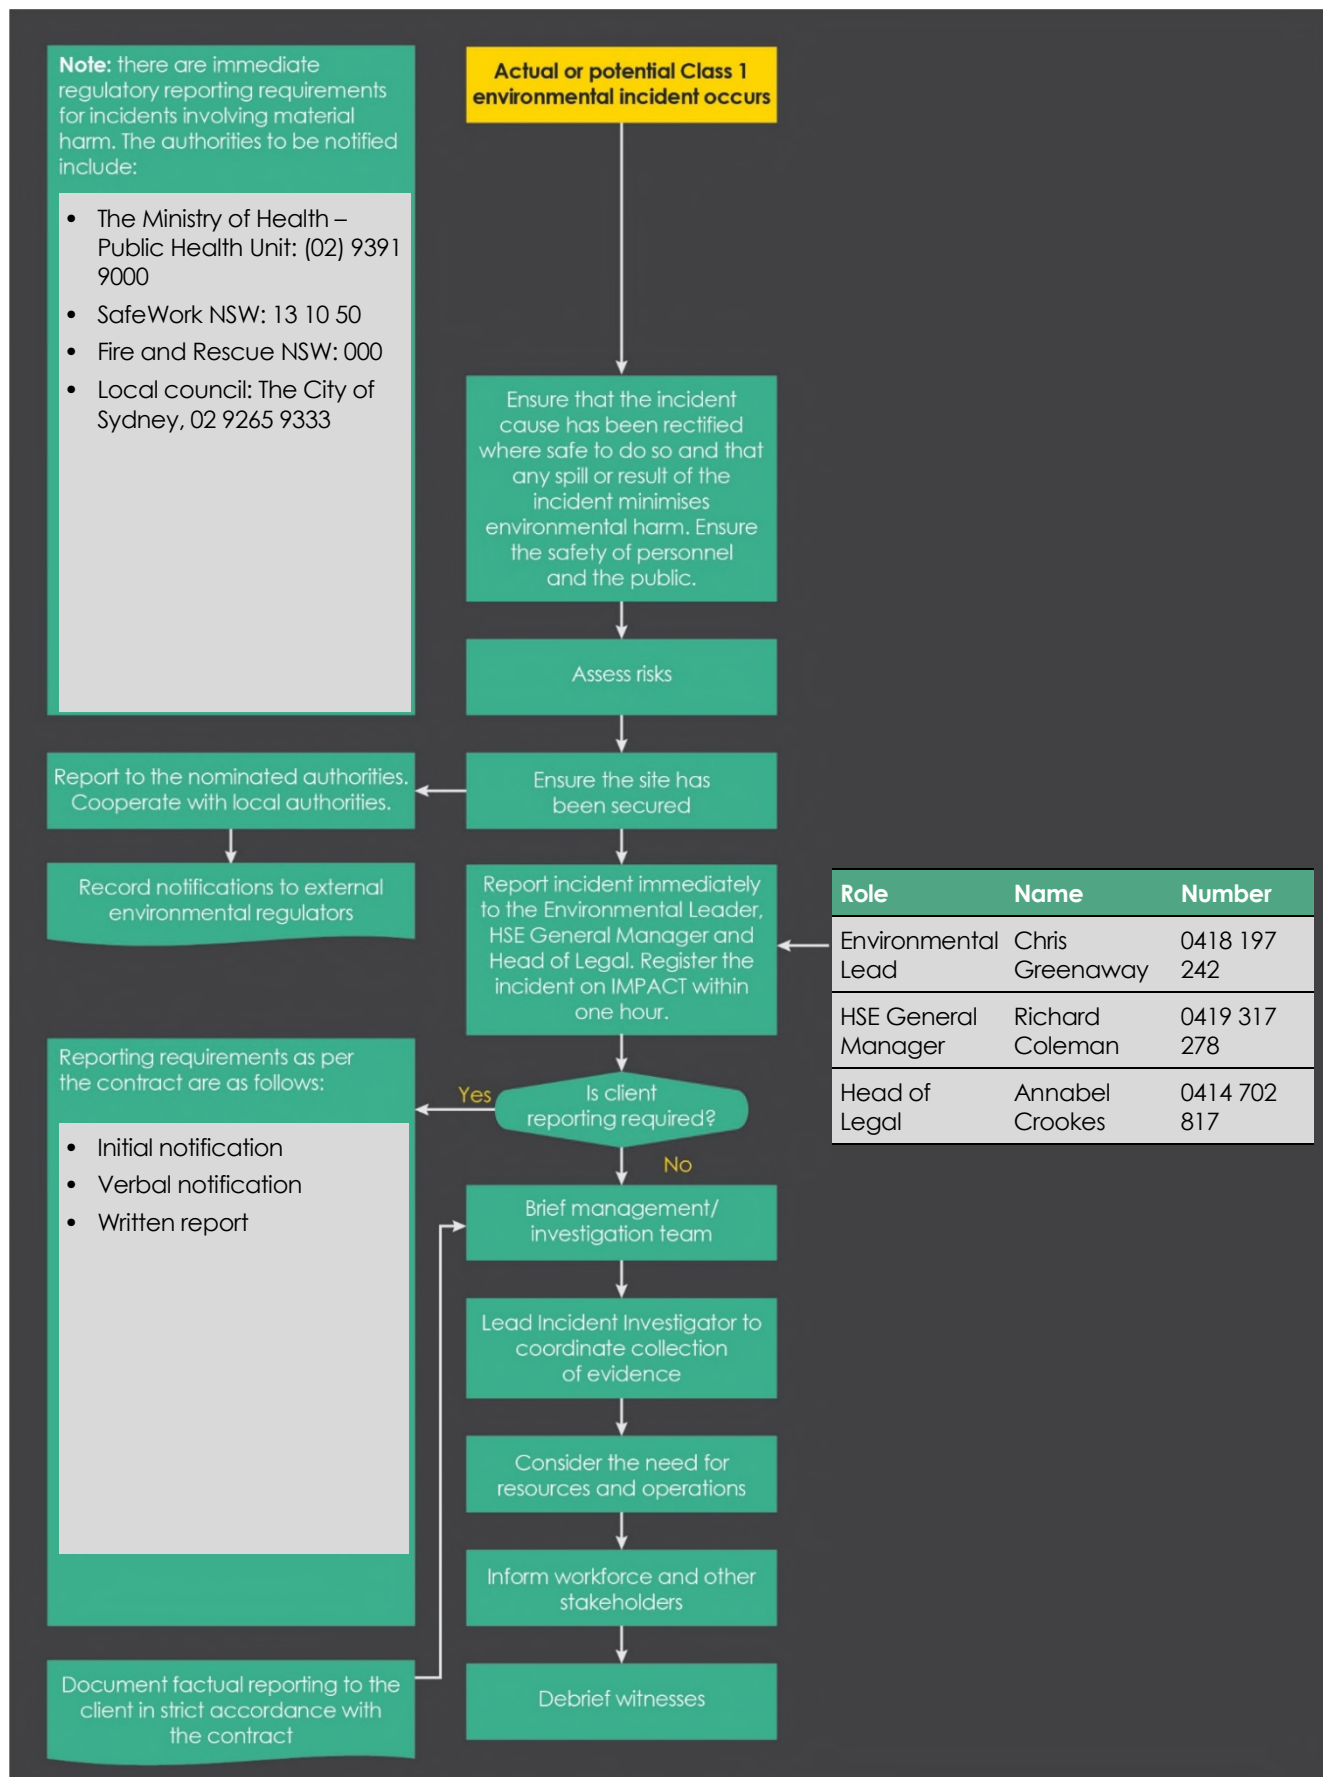 Note: there are immediate
regulatory reporting requirements
for incidents involving material
harm. The authorities to be notified
include:
• The Ministry of Health –
Public Health Unit: (02) 9391
9000
• SafeWork NSW: 13 10 50
• Fire and Rescue NSW: 000
• Local council: The City of
Sydney, 02 9265 9333
Actual or potential Class 1
environmental incident occurs
Ensure that the incident
cause has been rectified
where safe to do so and that
any spill or result of the
incident minimises
environmental harm. Ensure
the safety of personnel
and the public.
Assess risks
Ensure the site has
been secured
Report to the nominated authorities.
Cooperate with local authorities.
Record notifications to external
environmental regulators
Report incident immediately
to the Environmental Leader,
HSE General Manager and
Head of Legal. Register the
incident on IMPACT within
one hour.
Role Name Number
Environmental Chris 0418 197
Lead Greenaway 242
HSE General Richard 0419 317
Manager Coleman 278
Head of Annabel 0414 702
Legal Crookes 817
Is client
reporting required?
Yes
No
Reporting requirements as per
the contract are as follows:
• Initial notification
• Verbal notification
• Written report
Document factual reporting to the
client in strict accordance with
the contract
Brief management/
investigation team
Lead Incident Investigator to
coordinate collection
of evidence
Consider the need for
resources and operations
Inform workforce and other
stakeholders
Debrief witnesses